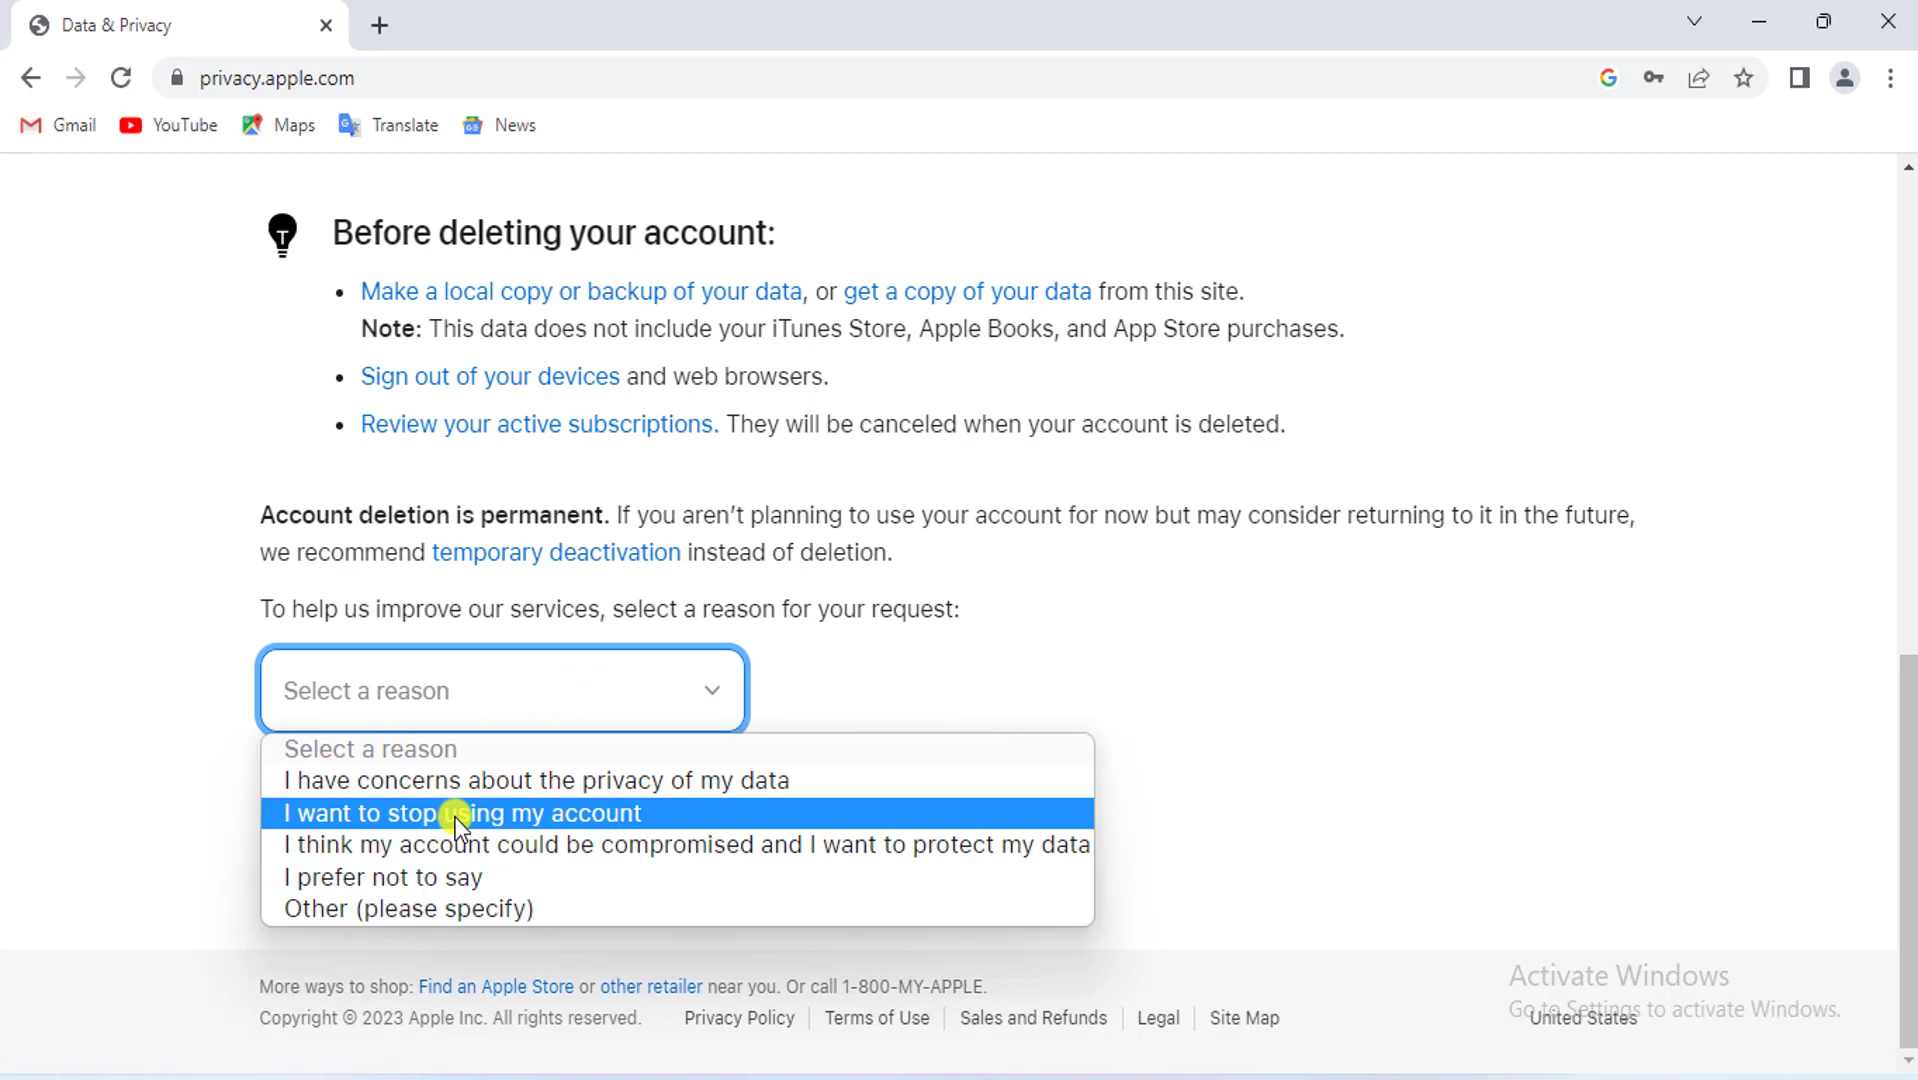 Data & Privacy
privacy.apple.com
Gmail YouTube Maps Translate News
Before deleting your account:
• Make a local copy or backup of your data, or get a copy of your data from this site.
Note: This data does not include your iTunes Store, Apple Books, and App Store purchases.
• Sign out of your devices and web browsers.
• Review your active subscriptions. They will be canceled when your account is deleted.
Account deletion is permanent. If you aren't planning to use your account for now but may consider returning to it in the future,
we recommend temporary deactivation instead of deletion.
To help us improve our services, select a reason for your request:
Select a reason
Select a reason
I have concerns about the privacy of my data
I want to stop using my account
I think my account could be compromised and I want to protect my data
I prefer not to say
Other (please specify)
More ways to shop: Find an Apple Store or other retailer near you. Or call 1-800-MY-APPLE.
Copyright © 2023 Apple Inc. All rights reserved. Privacy Policy Terms of Use Sales and Refunds Legal Site Map United States
Activate Windows
Go to Settings to activate Windows.